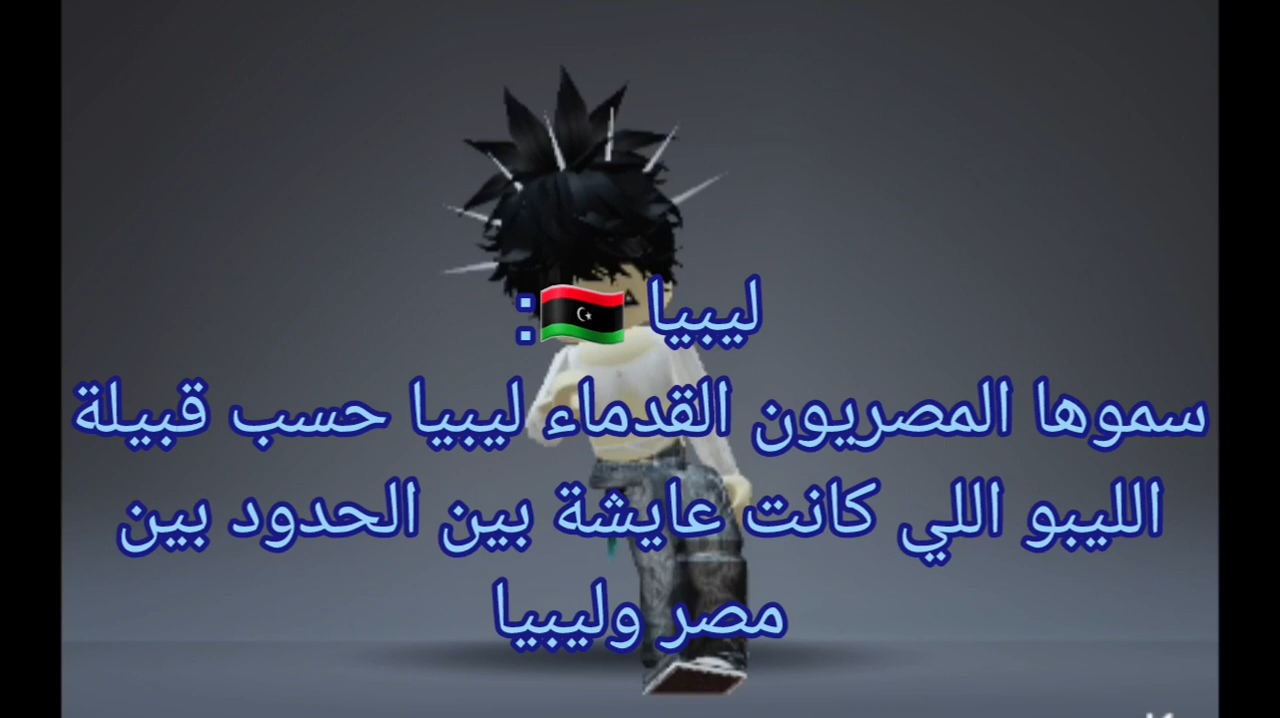 ليبيا 🇱🇾:
سموها المصريون القدماء ليبيا حسب قبيلة
الليبو اللي كانت عايشة بين الحدود بين
مصر وليبيا